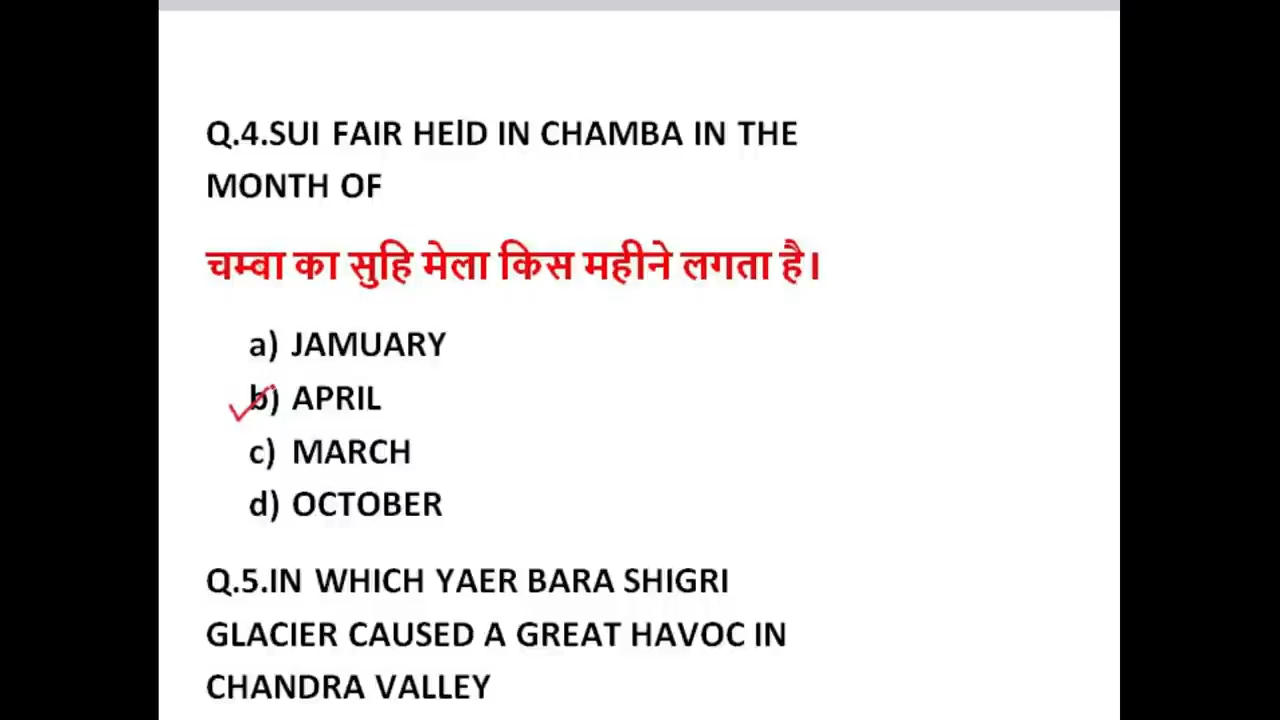 Q.4.SUI FAIR HElD IN CHAMBA IN THE
MONTH OF
चम्बा का सुहि मेला किस महीने लगता है।
a) JAMUARY
b) APRIL
c) MARCH
d) OCTOBER
Q.5.IN WHICH YAER BARA SHIGRI
GLACIER CAUSED A GREAT HAVOC IN
CHANDRA VALLEY